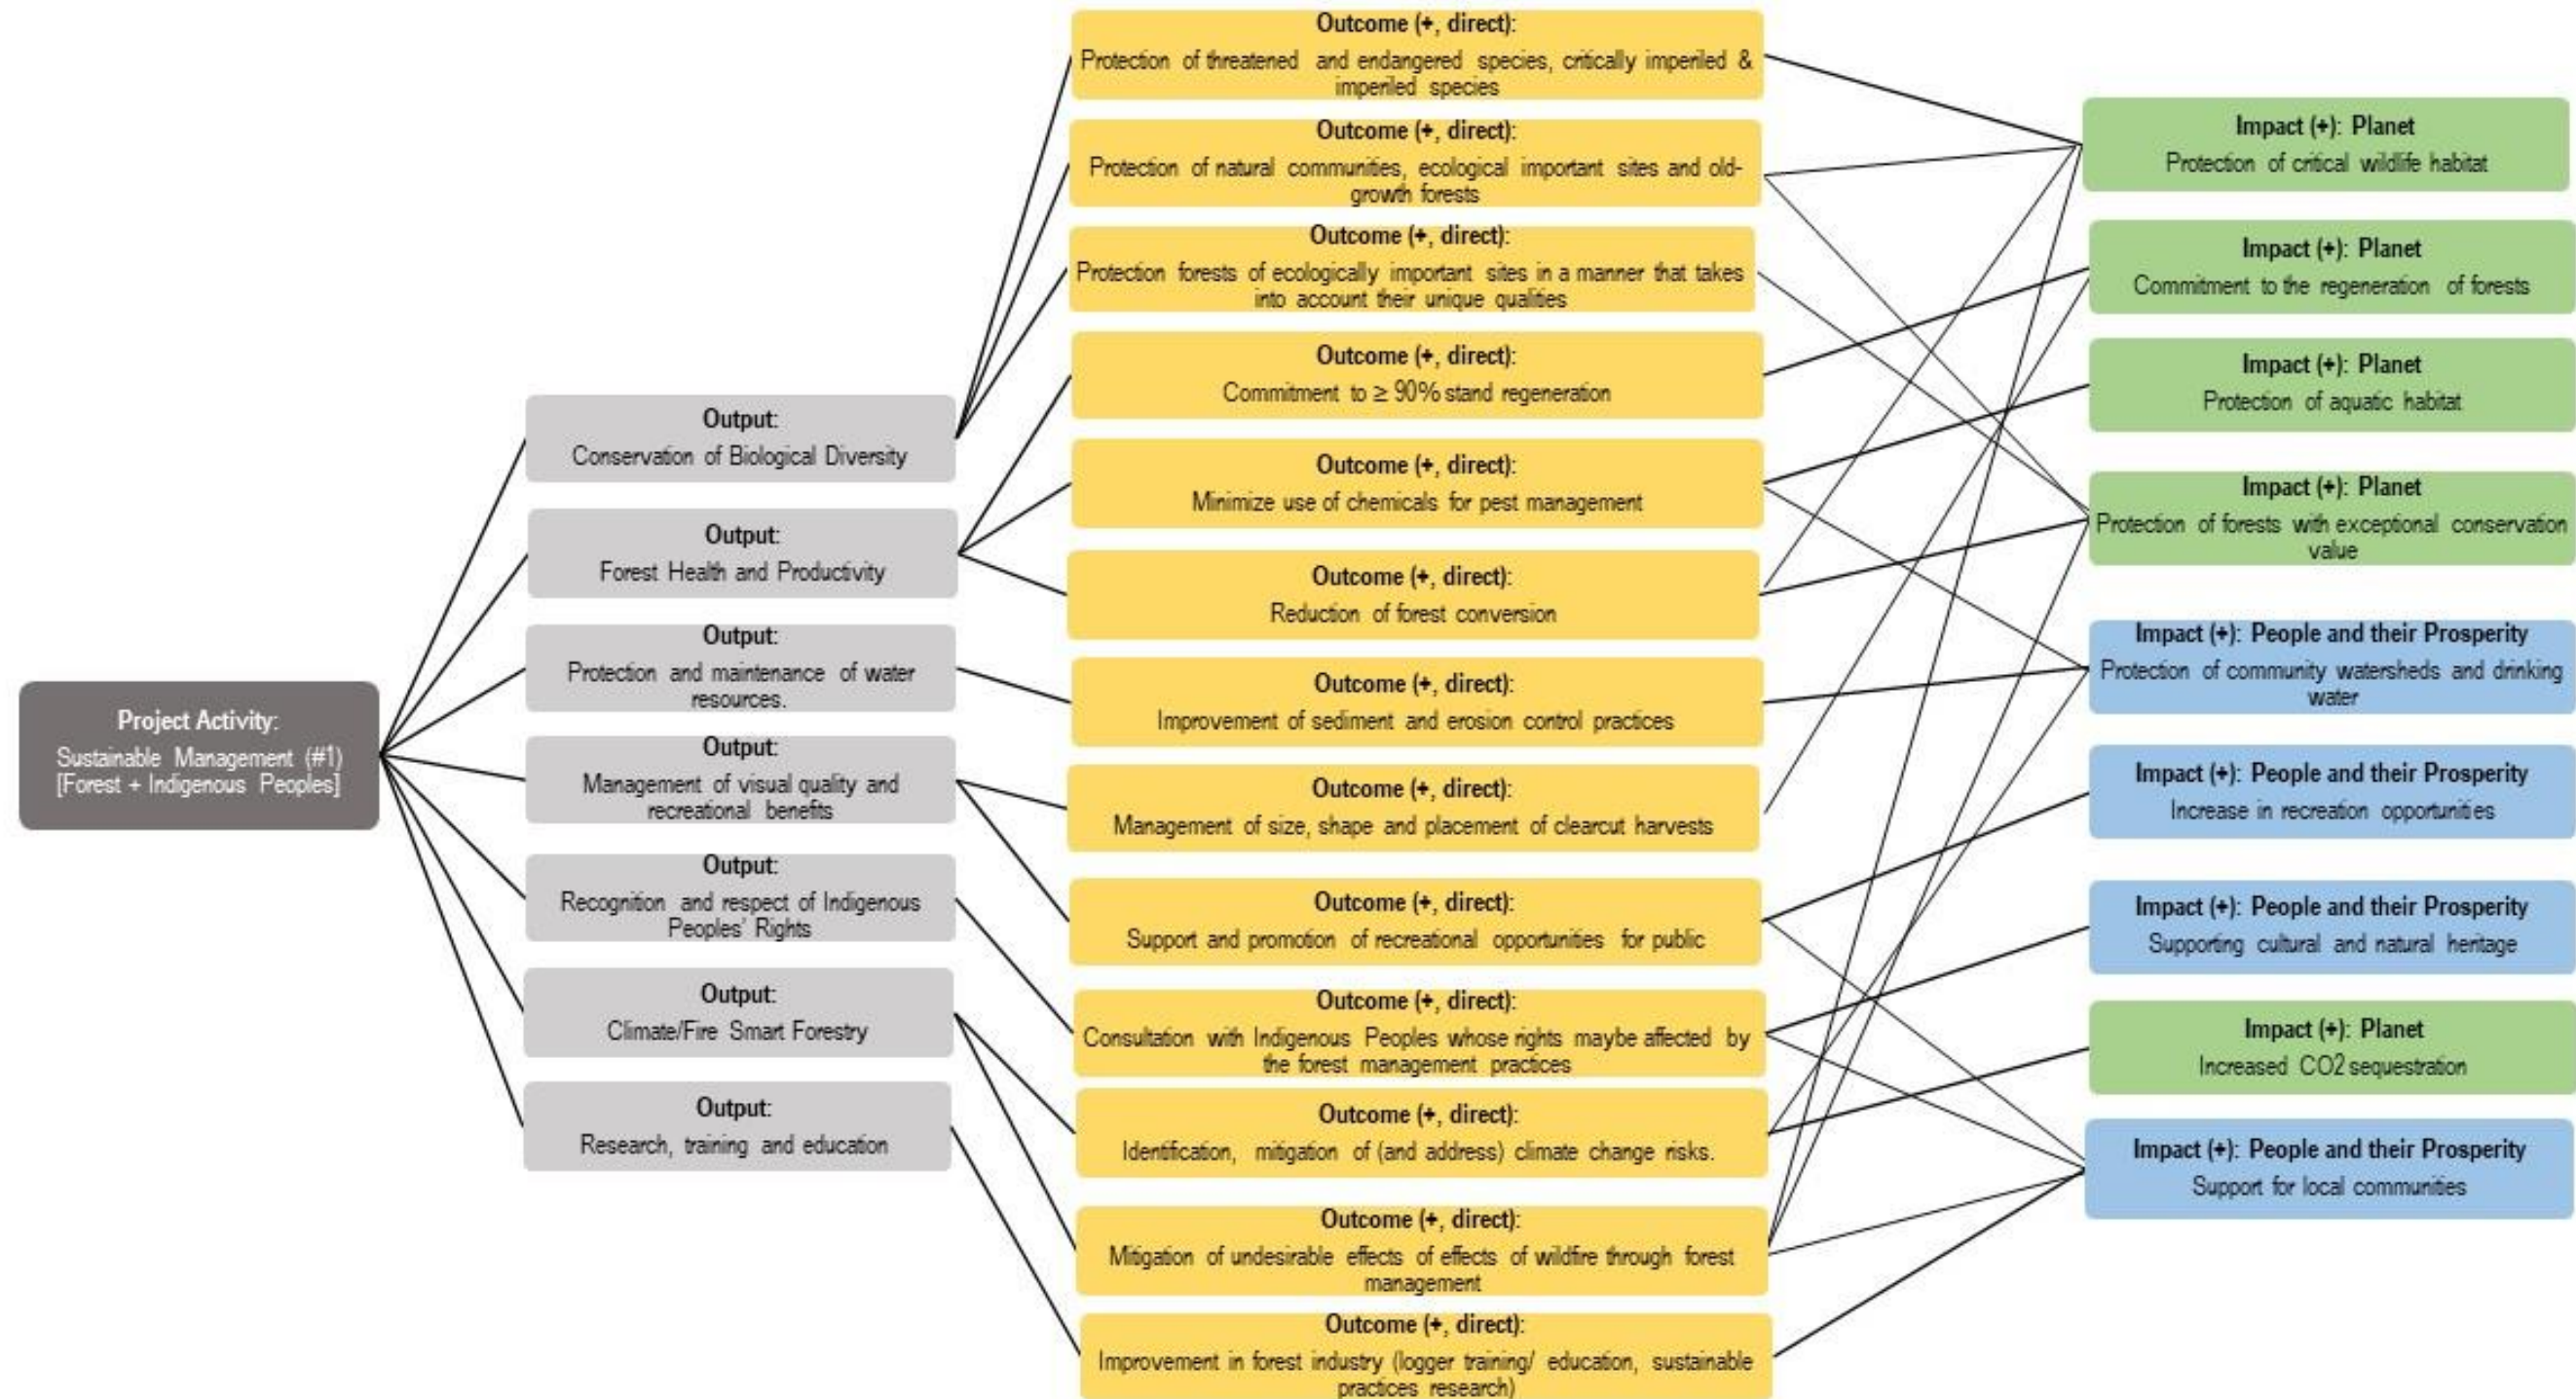 Project Activity:
Sustainable Management (#1)
[Forest + Indigenous Peoples]
Output:
Conservation of Biological Diversity
Output:
Forest Health and Productivity
Output:
Protection and maintenance of water
resources.
Output:
Management of visual quality and
recreational benefits
Output:
Recognition and respect of Indigenous
Peoples' Rights
Output:
Climate/Fire Smart Forestry
Output:
Research, training and education
Outcome (+, direct):
Protection of threatened and endangered species, critically imperiled &
imperiled species
Outcome (+, direct):
Protection of natural communities, ecological important sites and old-
growth forests
Outcome (+, direct):
Protection forests of ecologically important sites in a manner that takes
into account their unique qualities
Outcome (+, direct):
Commitment to ≥ 90% stand regeneration
Outcome (+, direct):
Minimize use of chemicals for pest management
Outcome (+, direct):
Reduction of forest conversion
Outcome (+, direct):
Improvement of sediment and erosion control practices
Outcome (+, direct):
Management of size, shape and placement of clearcut harvests
Outcome (+, direct):
Support and promotion of recreational opportunities for public
Outcome (+, direct):
Consultation with Indigenous Peoples whose rights maybe affected by
the forest management practices
Outcome (+, direct):
Identification, mitigation of (and address) climate change risks.
Outcome (+, direct):
Mitigation of undesirable effects of effects of wildfire through forest
management
Outcome (+, direct):
Improvement in forest industry (logger training/ education, sustainable
practices research)
Impact (+): Planet
Protection of critical wildlife habitat
Impact (+): Planet
Commitment to the regeneration of forests
Impact (+): Planet
Protection of aquatic habitat
Impact (+): Planet
Protection of forests with exceptional conservation
value
Impact (+): People and their Prosperity
Protection of community watersheds and drinking
water
Impact (+): People and their Prosperity
Increase in recreation opportunities
Impact (+): People and their Prosperity
Supporting cultural and natural heritage
Impact (+): Planet
Increased CO2 sequestration
Impact (+): People and their Prosperity
Support for local communities